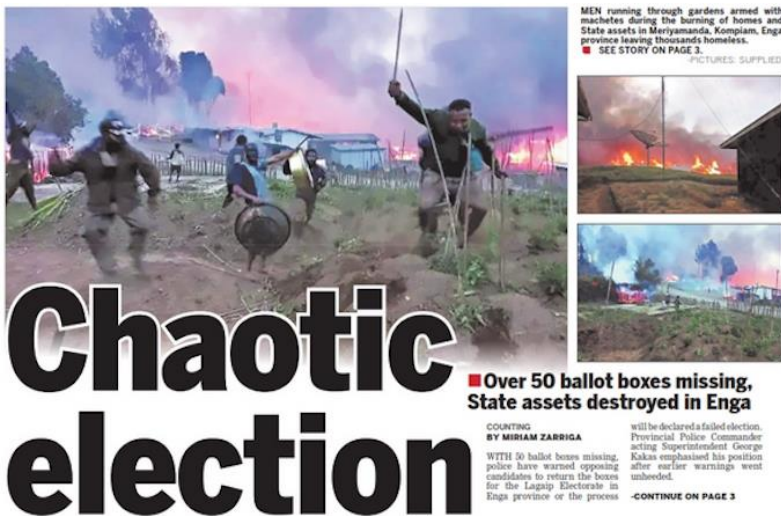 MEN running through gardens armed with
machetes during the burning of homes and
State assets in Meriyamanda, Kompiam, Enga
province leaving thousands homeless.
■ SEE STORY ON PAGE 3.
-PICTURES: SUPPLIED
Chaotic
election
■Over 50 ballot boxes missing,
State assets destroyed in Enga
COUNTING
BY MIRIAM ZARRIGA
WITH 50 ballot boxes missing,
police have warned opposing
candidates to return the boxes
for the Lagaip Electorate in
Enga province or the process
will be declared a failed election.
Provincial Police Commander
acting Superintendent George
Kakas emphasised his position
after earlier warnings went
unheeded.
-CONTINUE ON PAGE 3